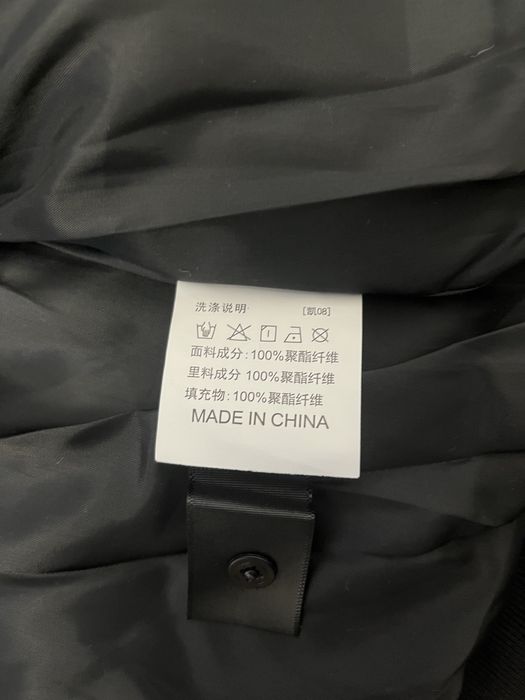 洗涤说明: [凯08]
面料成分:100%聚酯纤维
里料成分 100%聚酯纤维
填充物:100%聚酯纤维
MADE IN CHINA